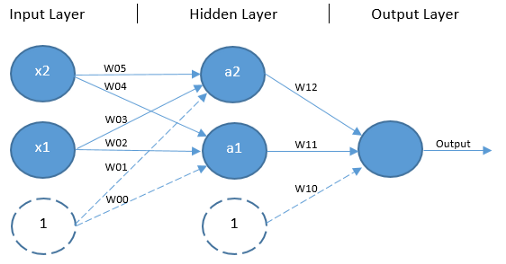 Input Layer
Hidden Layer
Output Layer
x2
W05
a2
W04
W12
W03
x1
W02
a1
W11
Output
W01
W00
W10
1
1